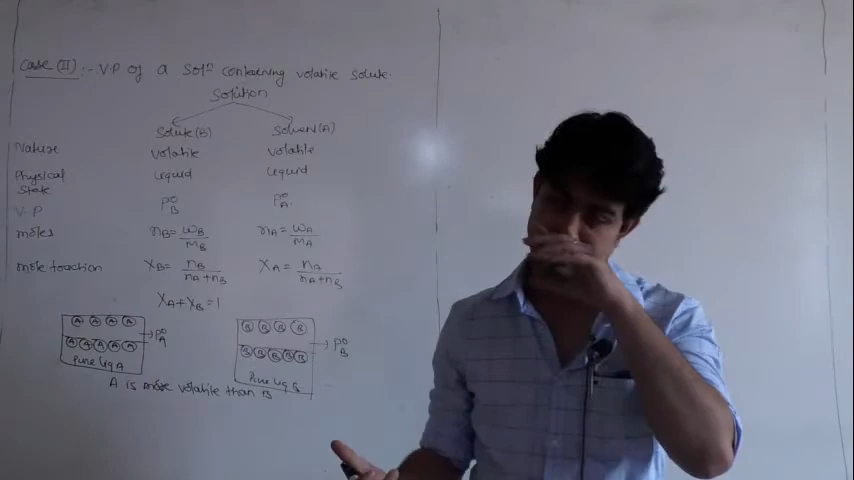 Case (II) :- V.P of a Solⁿ containing volatile solute.
Solution
Solute(B) Solvent(A)
Nature volatile volatile
Physical State liquid liquid
V.P P°B P°A.
moles nB = wB/MB nA = wA/MA
mole fraction XB = nB/(nA+nB) XA = nA/(nA+nB)
XA+XB=1
A A A A → P°A B B B B → P°B
A A A A A B B B B B
Pure liq A Pure liq B
A is more volatile than B